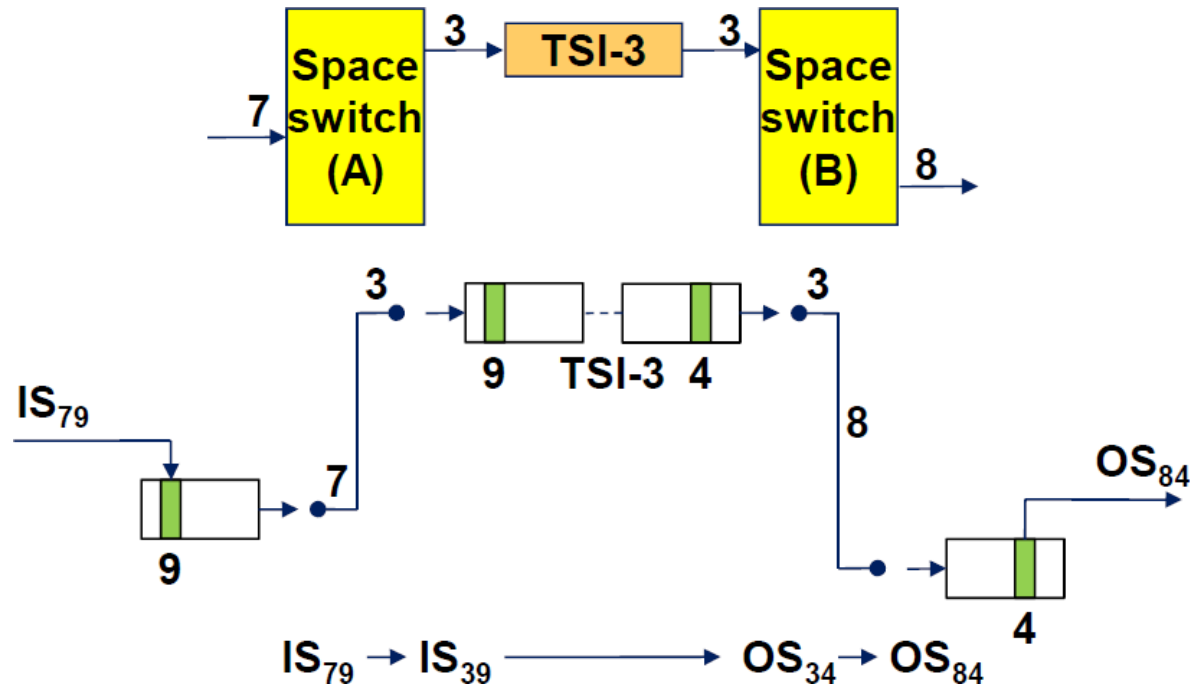 3 TSI-3 3
Space switch (A)
Space switch (B)
7
8
3 3
9 TSI-3 4
IS79
7
8
OS84
9
4
IS79 IS39 OS34 OS84